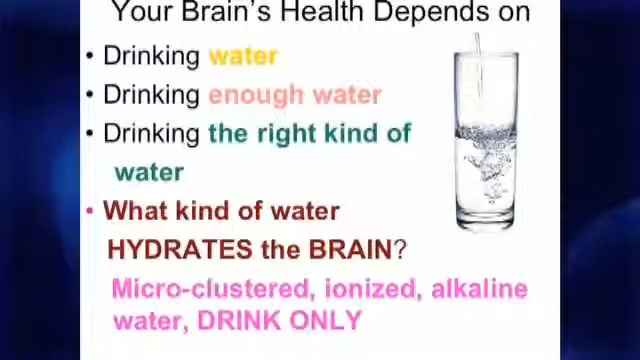 Your Brain's Health Depends on
• Drinking water
• Drinking enough water
• Drinking the right kind of
water
• What kind of water
HYDRATES the BRAIN?
Micro-clustered, ionized, alkaline
water, DRINK ONLY